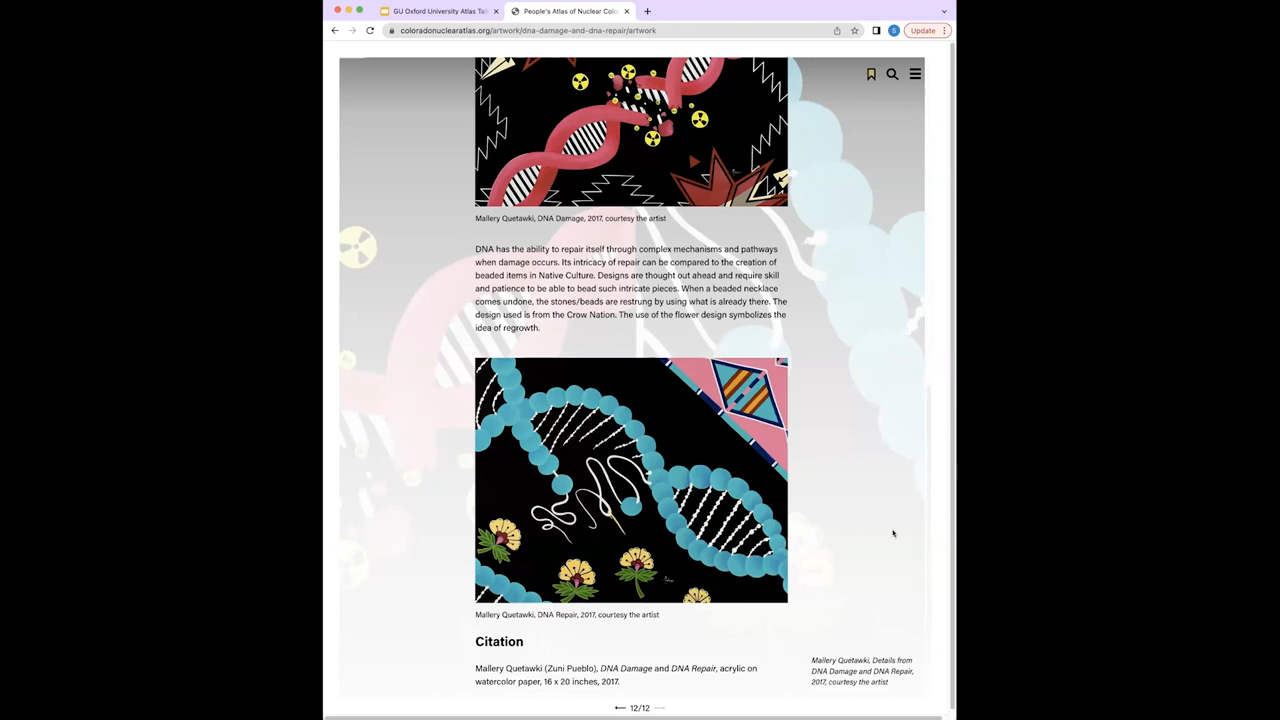 GU Oxford University Atlas Tal
People's Atlas of Nuclear Colo
coloradonuclearatlas.org/artwork/dna-damage-and-dna-repair/artwork
S
Update
Mallery Quetawki, DNA Damage, 2017, courtesy the artist
DNA has the ability to repair itself through complex mechanisms and pathways
when damage occurs. Its intricacy of repair can be compared to the creation of
beaded items in Native Culture. Designs are thought out ahead and require skill
and patience to be able to bead such intricate pieces. When a beaded necklace
comes undone, the stones/beads are restrung by using what is already there. The
design used is from the Crow Nation. The use of the flower design symbolizes the
idea of regrowth.
Mallery Quetawki, DNA Repair, 2017, courtesy the artist
Citation
Mallery Quetawki (Zuni Pueblo), DNA Damage and DNA Repair, acrylic on
watercolor paper, 16 x 20 inches, 2017.
Mallery Quetawki, Details from
DNA Damage and DNA Repair,
2017, courtesy the artist
12/12